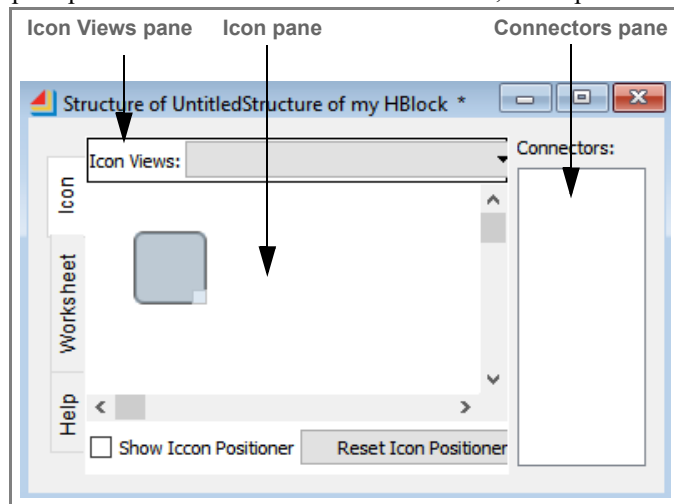 Icon Views pane Icon pane Connectors pane
Structure of UntitledStructure of my HBlock *
Icon Views:
Connectors:
Icon
Worksheet
Help
Show Iccon Positioner
Reset Icon Positioner